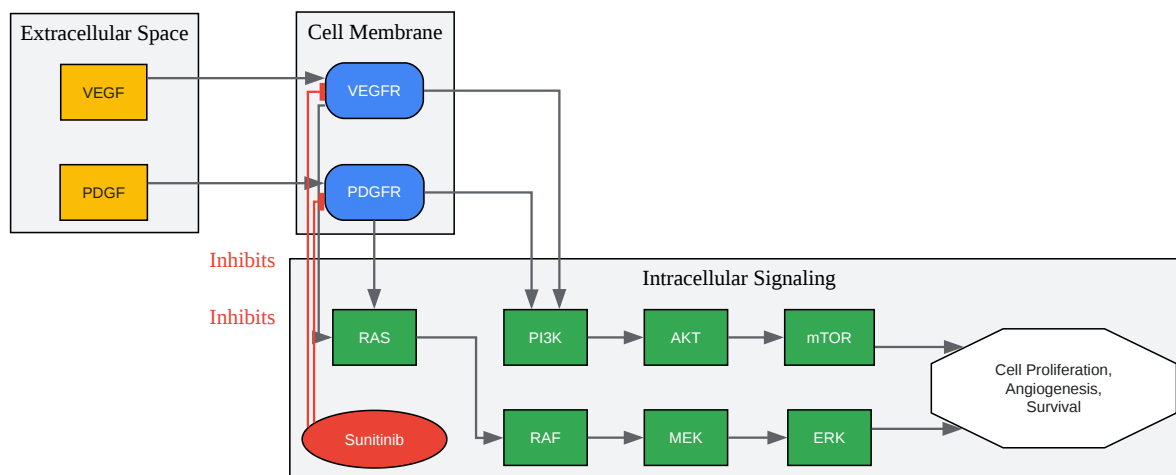 Extracellular Space
Cell Membrane
VEGF
VEGFR
PDGF
PDGFR
Inhibits
Intracellular Signaling
Inhibits
RAS
PI3K
AKT
mTOR
Cell Proliferation,
Angiogenesis,
Survival
Sunitinib
RAF
MEK
ERK